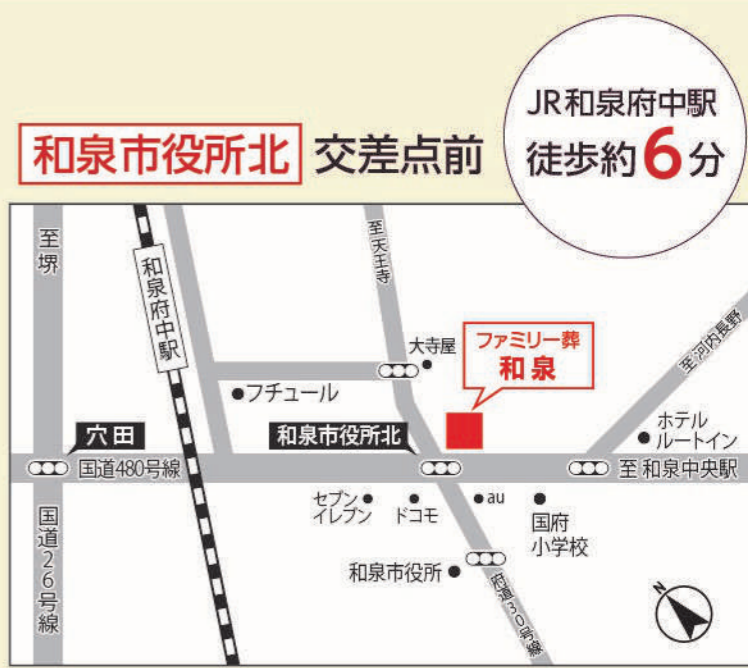 JR和泉府中駅
徒歩約6分
和泉市役所北 交差点前
至堺
和泉府中駅
至天王寺
大寺屋
ファミリー葬
和泉
至河内長野
フチュール
ホテル
ルートイン
穴田
和泉市役所北
国道480号線
至和泉中央駅
セブン
イレブン
ドコモ
au
国府
小学校
国道26号線
和泉市役所
府道30号線
N